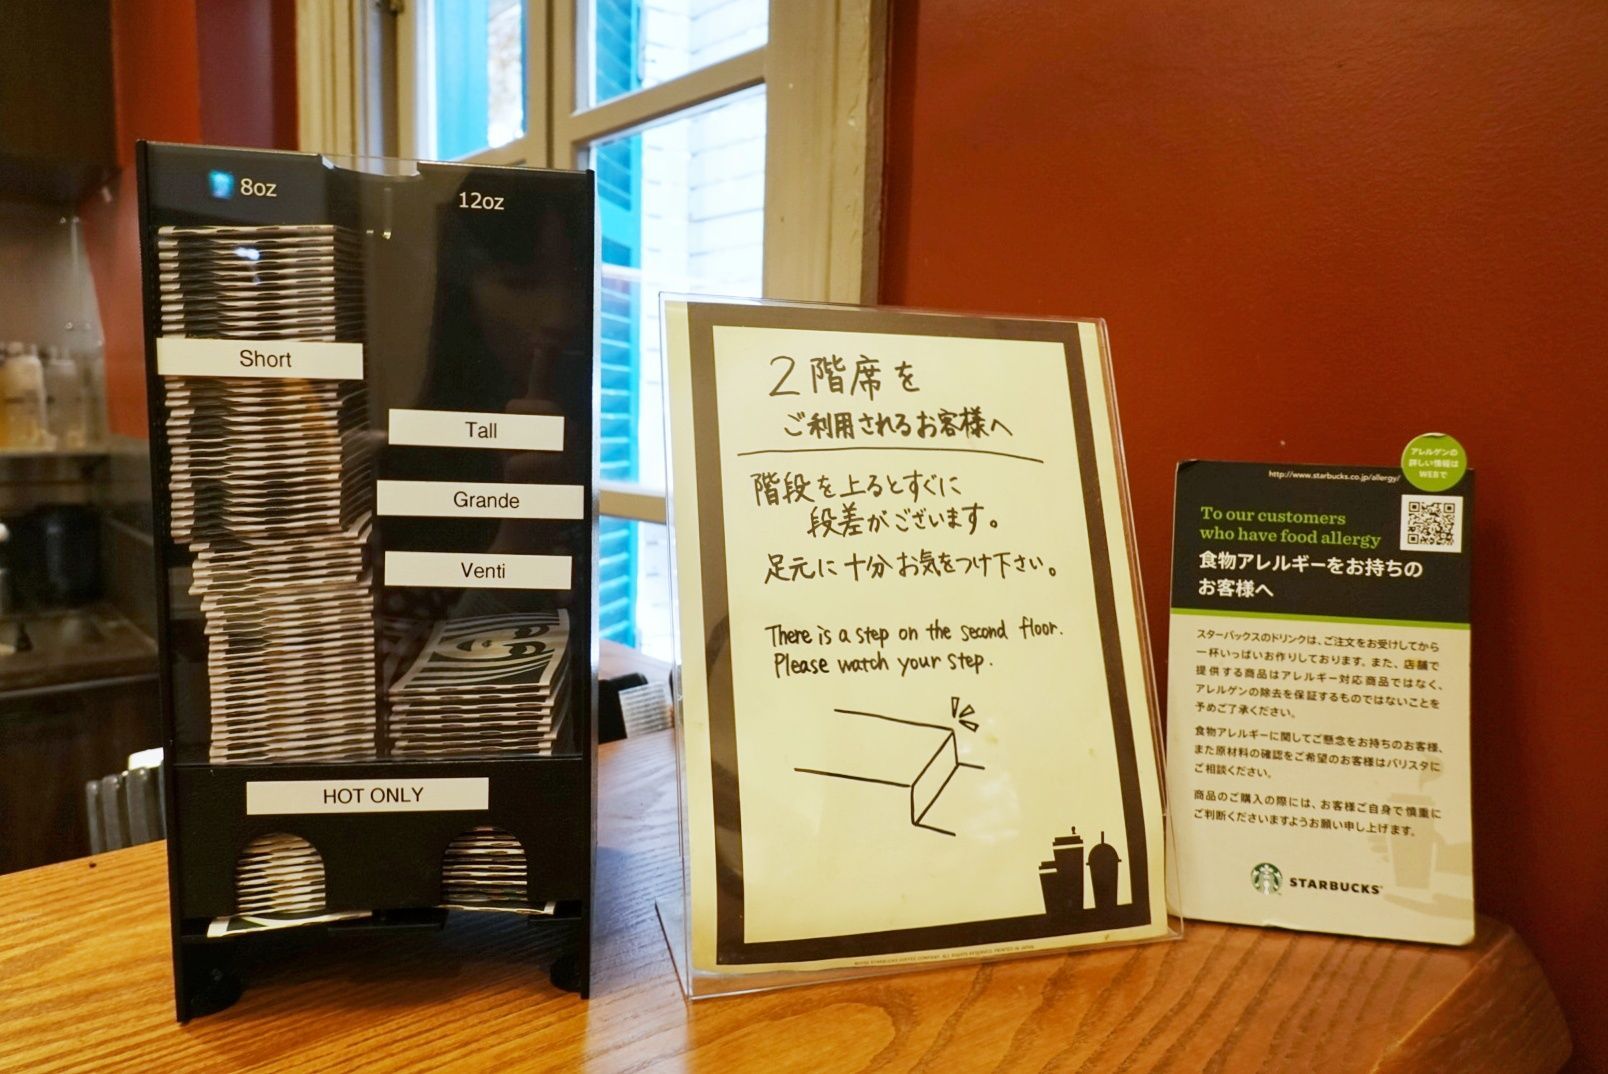 8oz
12oz
Short
Tall
Grande
Venti
HOT ONLY
2階席を
ご利用されるお客様へ
階段を上るとすぐに
段差がございます。
足元に十分お気をつけ下さい。
There is a step on the second floor.
Please watch your step.
アレルゲンの
詳しい情報は
WEBで
http://www.starbucks.co.jp/allergy/
To our customers
who have food allergy
食物アレルギーをお持ちの
お客様へ
スターバックスのドリンクは、ご注文をお受けしてから
一杯いっぱいお作りしております。また、店舗で
提供する商品はアレルギー対応商品ではなく、
アレルゲンの除去を保証するものではないことを
予めご了承ください。
食物アレルギーに関してご懸念をお持ちのお客様、
また原材料の確認をご希望のお客様はバリスタに
ご相談ください。
商品のご購入の際には、お客様ご自身で慎重に
ご判断くださいますようお願い申し上げます。
STARBUCKS